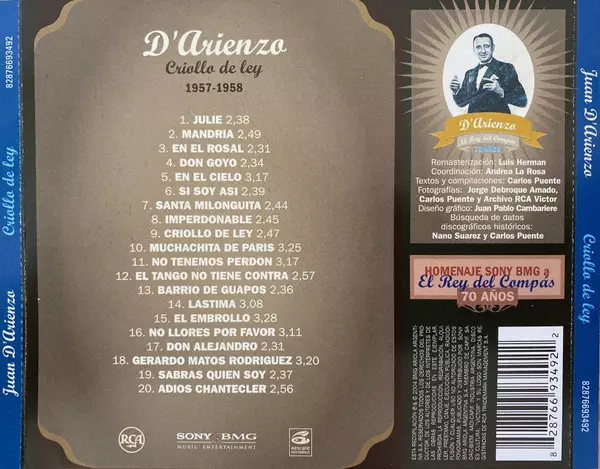 82876693492
Criollo de ley
Juan D'Arienzo
D'Arienzo
Criollo de ley
1957-1958
1. JULIE 2,38
2. MANDRIA 2,49
3. EN EL ROSAL 2,31
4. DON GOYO 2,34
5. EN EL CIELO 3,17
6. SI SOY ASI 2,39
7. SANTA MILONGUITA 2,44
8. IMPERDONABLE 2,45
9. CRIOLLO DE LEY 2,47
10. MUCHACHITA DE PARIS 3,25
11. NO TENEMOS PERDON 3,17
12. EL TANGO NO TIENE CONTRA 2,57
13. BARRIO DE GUAPOS 2,36
14. LASTIMA 3,08
15. EL EMBROLLO 2,38
16. NO LLORES POR FAVOR 3,11
17. DON ALEJANDRO 2,31
18. GERARDO MATOS RODRIGUEZ 3,20
19. SABRAS QUIEN SOY 2,37
20. ADIOS CHANTECLER 2,56
RCA
SONY BMG
MUSIC ENTERTAINMENT
D'Arienzo
El Rey del Compás
70 AÑOS
Remasterización: Luis Herman
Coordinación: Andrea La Rosa
Textos y compilaciones: Carlos Puente
Fotografías: Jorge Debroque Amado,
Carlos Puente y Archivo RCA Victor
Diseño gráfico: Juan Pablo Cambariere
Búsqueda de datos
discográficos históricos:
Nano Suarez y Carlos Puente
HOMENAJE SONY BMG a
El Rey del Compás
70 AÑOS
8 28766 93492 2
Juan D'Arienzo
Criollo de ley
82876693492